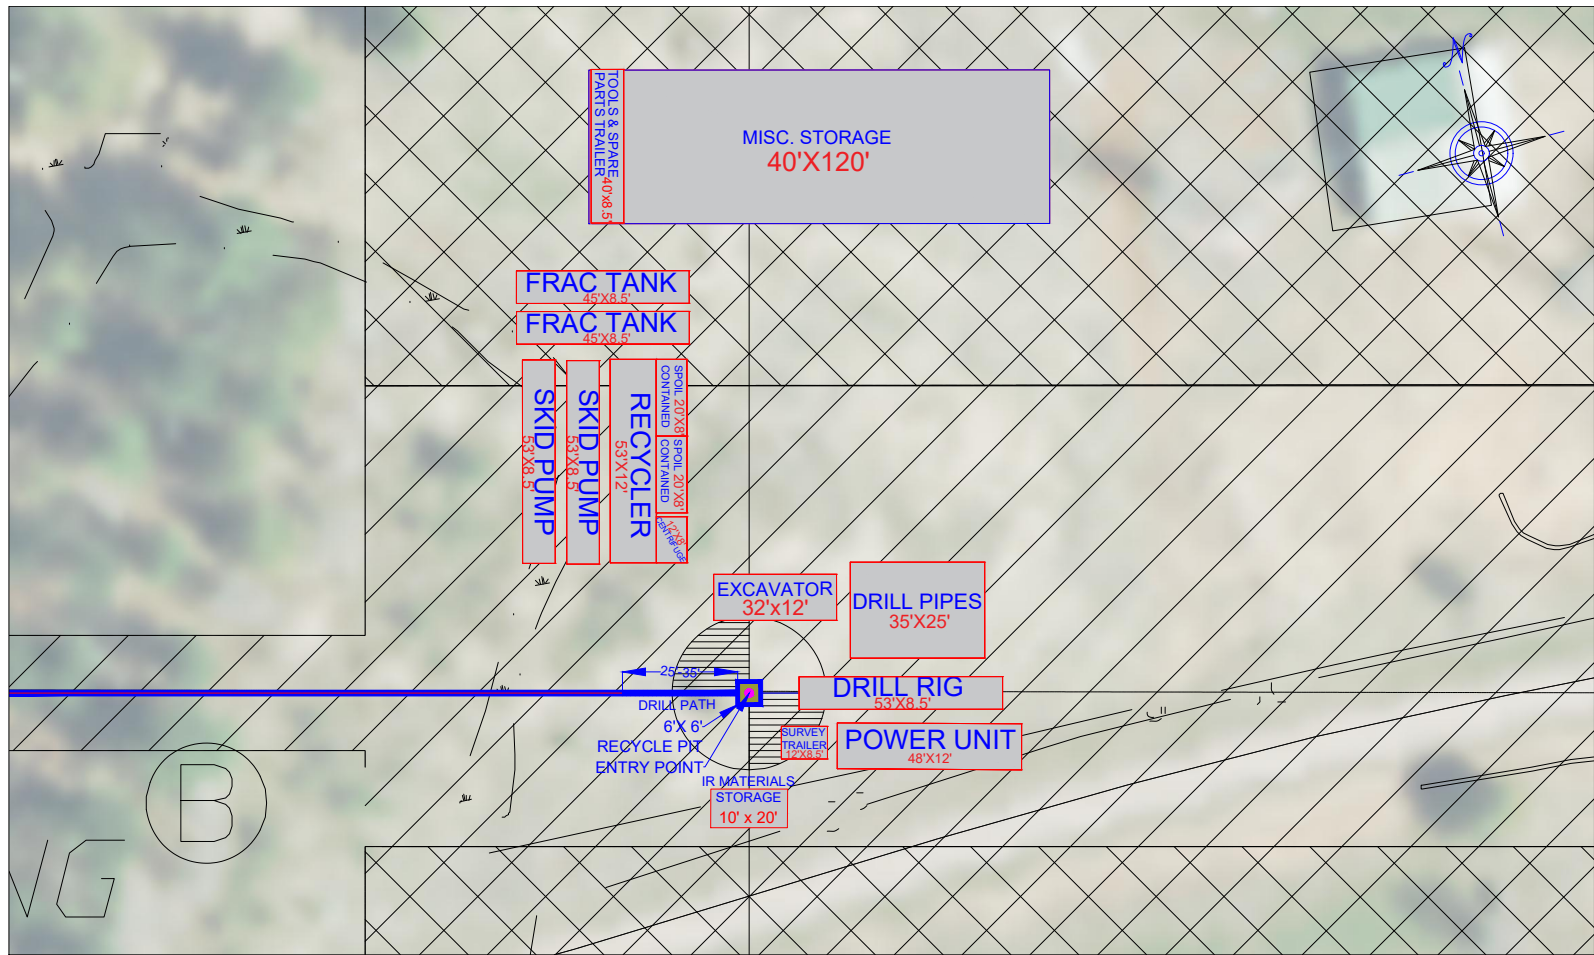 N
TOOLS & SPARE
PARTS TRAILER
40'x8.5'
MISC. STORAGE
40'X120'
FRAC TANK
45'X8.5'
FRAC TANK
45'X8.5'
SKID PUMP
53'X8.5'
SKID PUMP
53'X8.5'
RECYCLER
53'X12'
SPOIL 20'X8'
CONTAINED
SPOIL 20'X8'
CONTAINED
12'X8'
CENTRIFUGE
EXCAVATOR
32'x12'
DRILL PIPES
35'X25'
25'-35'
DRILL PATH
6'X 6'
RECYCLE PIT
ENTRY POINT
DRILL RIG
53'X8.5'
SURVEY
TRAILER
12'X8.5'
POWER UNIT
48'X12'
IR MATERIALS
STORAGE
10' x 20'
B
NG